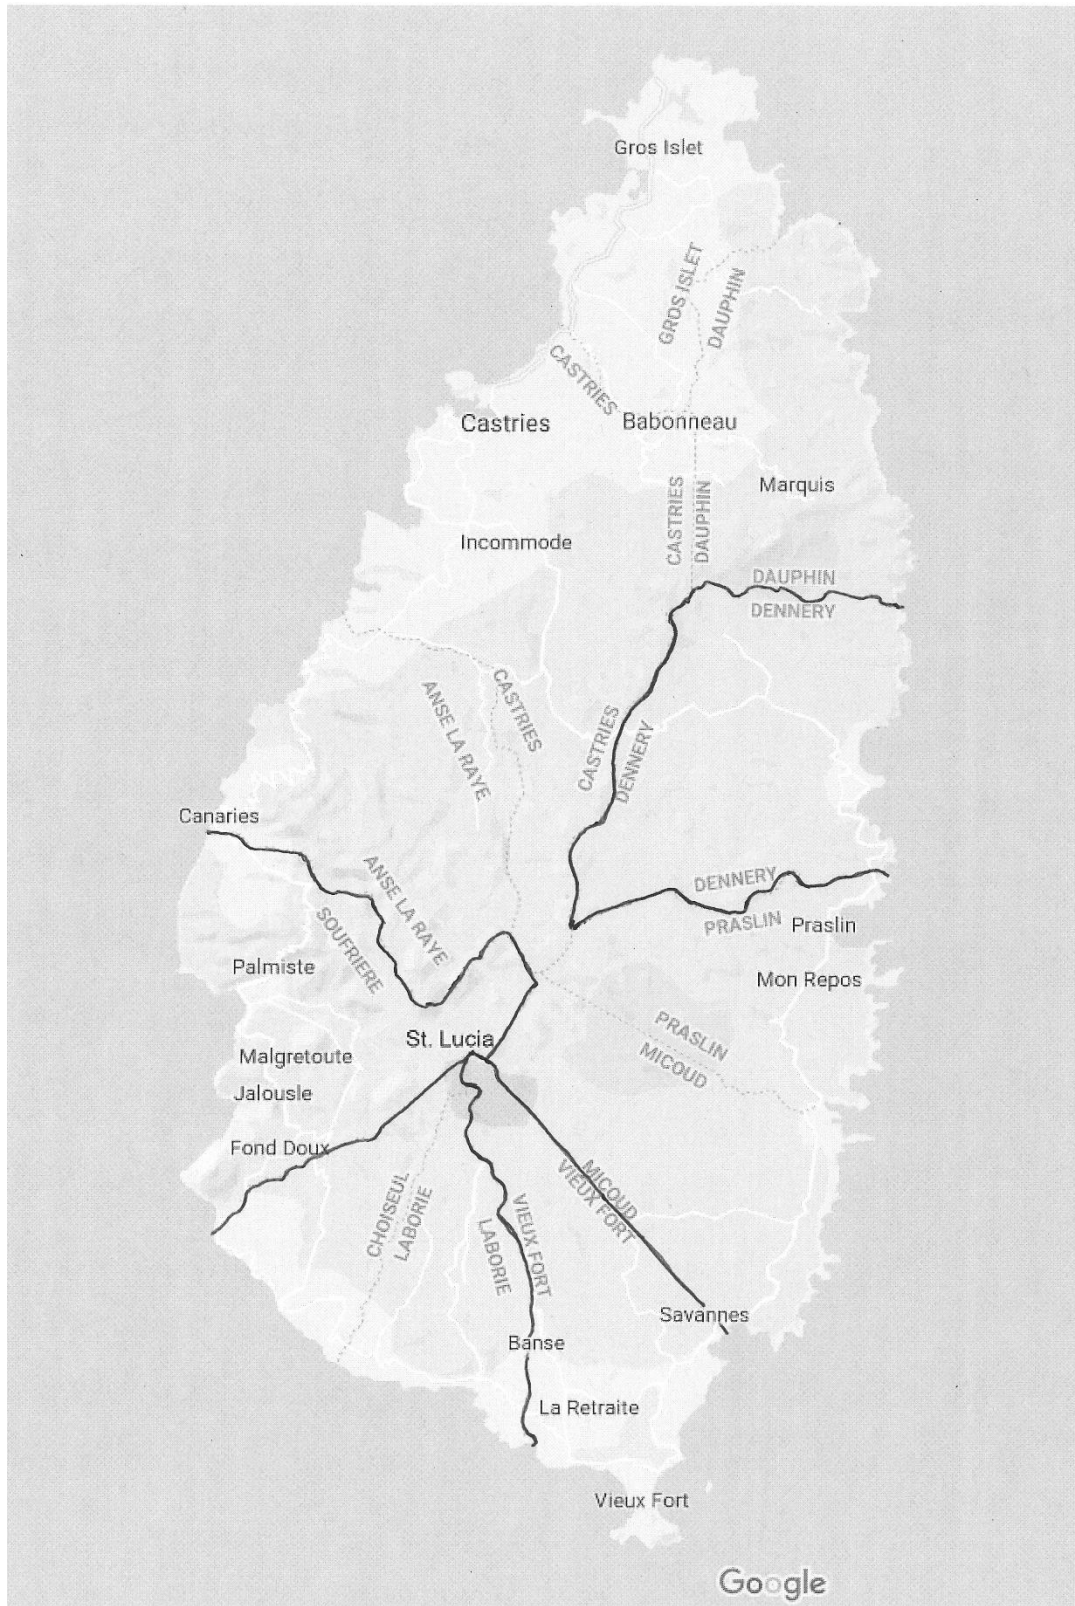 Gros Islet
GROS ISLET
DAUPHIN
CASTRIES
Castries
Babonneau
Marquis
CASTRIES
DAUPHIN
Incommode
DAUPHIN
DENNERY
CASTRIES
ANSE LA RAYE
CASTRIES
DENNERY
Canaries
ANSE LA RAYE
SOUFRIERE
DENNERY
PRASLIN
Praslin
Palmiste
Mon Repos
PRASLIN
MICOUD
St. Lucia
Malgretoute
Jalousle
Fond Doux
CHOISEUL
LABORIE
VIEUX FORT
LABORIE
MICOUD
VIEUX FORT
Savannes
Banse
La Retraite
Vieux Fort
Google